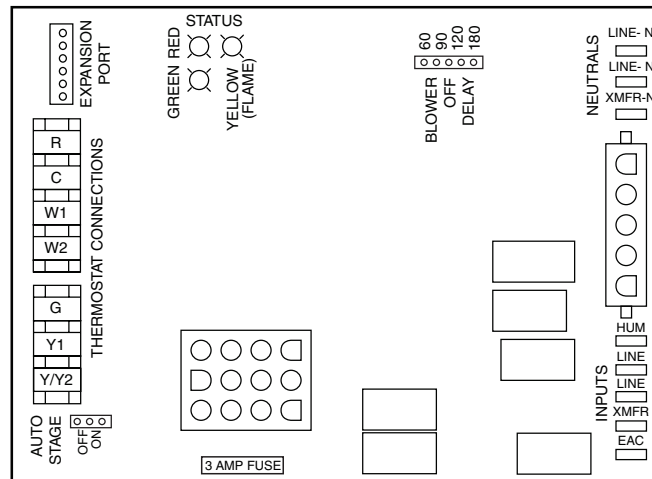 EXPANSION
PORT
R
C
W1
W2
G
Y1
Y/Y2
THERMOSTAT CONNECTIONS
AUTO
STAGE
OFF
ON
STATUS
GREEN RED
YELLOW
(FLAME)
3 AMP FUSE
60
90
120
180
BLOWER
OFF
DELAY
NEUTRALS
LINE- N
LINE- N
XMFR-N
INPUTS
HUM
LINE
LINE
XMFR
EAC